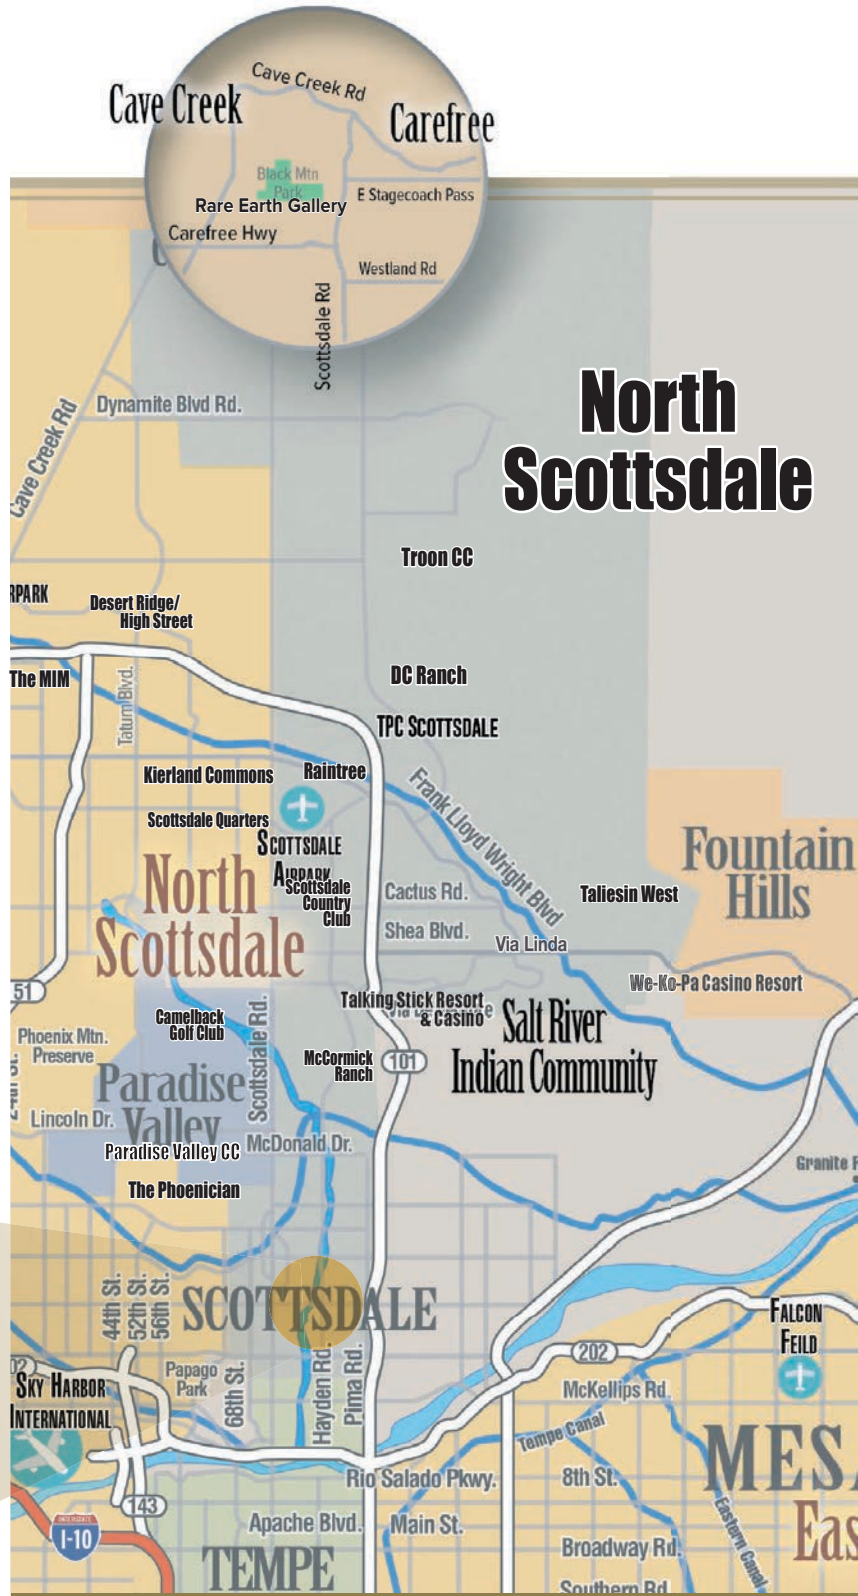 Cave Creek Rd
Cave Creek
Carefree
Black Mtn
Park
E Stagecoach Pass
Rare Earth Gallery
Carefree Hwy
Westland Rd
Scottsdale Rd
North
Scottsdale
Dynamite Blvd Rd.
Cave Creek Rd
Troon CC
RPARK
Desert Ridge/
High Street
The MIM
DC Ranch
Tatum Blvd.
TPC SCOTTSDALE
Raintree
Kierland Commons
Frank Lloyd Wright Blvd
Scottsdale Quarters
SCOTTSDALE
AIRPARK
Scottsdale
Country
Club
North
Scottsdale
Cactus Rd.
Taliesin West
Fountain
Hills
Shea Blvd.
Via Linda
We-Ko-Pa Casino Resort
51
Talking Stick Resort
& Casino
Salt River
Indian Community
Camelback
Golf Club
Scottsdale Rd.
Phoenix Mtn.
Preserve
McCormick
Ranch
101
Paradise
Valley
Lincoln Dr.
McDonald Dr.
Paradise Valley CC
Granite
The Phoenician
44th St.
52th St.
56th St.
SCOTTSDALE
FALCON
FEILD
202
SKY HARBOR
INTERNATIONAL
Papago
Park
68th St.
Hayden Rd.
Pima Rd.
McKellips Rd.
Tempe Canal
MESA
Rio Salado Pkwy.
8th St.
143
INTERSTATE
I-10
Apache Blvd.
Main St.
Eastern Canal
Eas
Broadway Rd.
TEMPE
Southern Rd